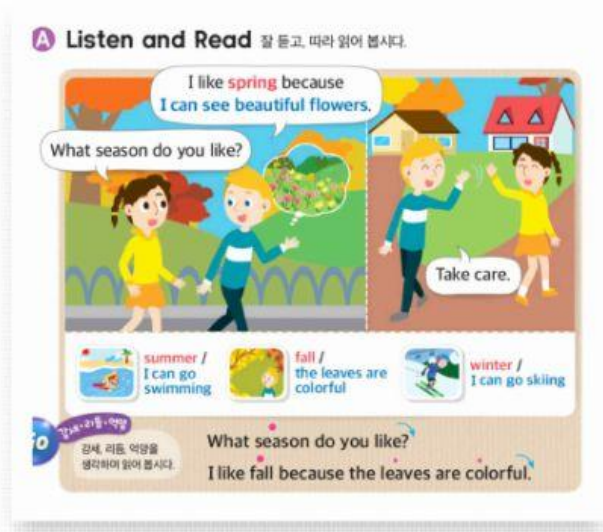 A Listen and Read 잘 듣고, 따라 읽어 봅시다.
I like spring because
I can see beautiful flowers.
What season do you like?
Take care.
summer /
I can go
swimming
fall /
the leaves are
colorful
winter /
I can go skiing
강세•리듬•억양
강세, 리듬, 억양을
생각하며 읽어 봅시다.
What season do you like?
I like fall because the leaves are colorful.